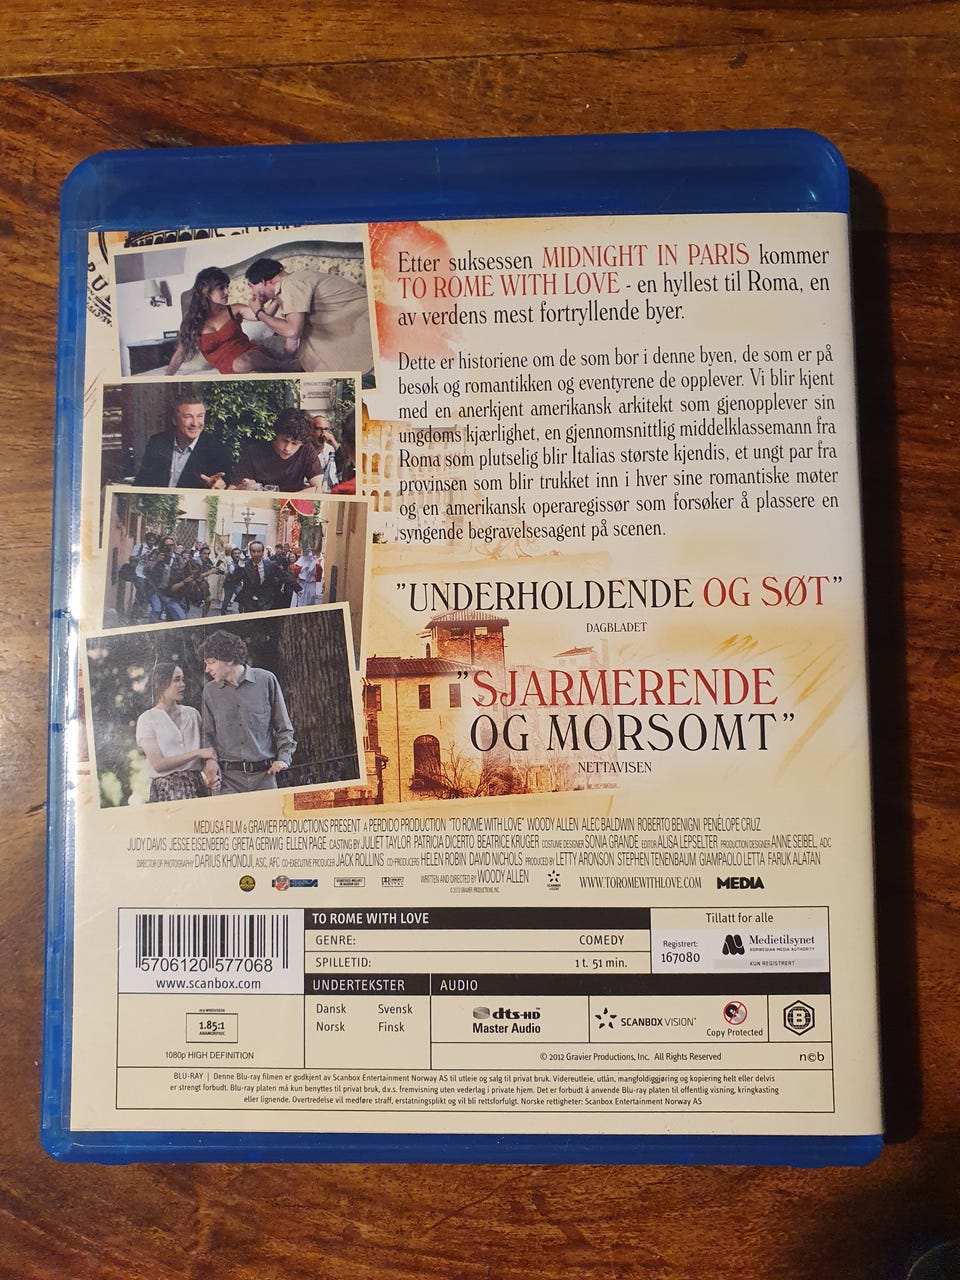 Etter suksessen MIDNIGHT IN PARIS kommer
TO ROME WITH LOVE - en hyllest til Roma, en
av verdens mest fortryllende byer.
Dette er historiene om de som bor i denne byen, de som er på
besøk og romantikken og eventyrene de opplever. Vi blir kjent
med en anerkjent amerikansk arkitekt som gjenopplever sin
ungdoms kjærlighet, en gjennomsnittlig middelklassemann fra
Roma som plutselig blir Italias største kjendis, et ungt par fra
provinsen som blir trukket inn i hver sine romantiske møter
og en amerikansk operaregissør som forsøker å plassere en
syngende begravelsesagent på scenen.
"UNDERHOLDENDE OG SØT"
DAGBLADET
"SJARMERENDE
OG MORSOMT"
NETTAVISEN
MEDUSA FILM & GRAVIER PRODUCTIONS PRESENT A PERDIDO PRODUCTION "TO ROME WITH LOVE" WOODY ALLEN ALEC BALDWIN ROBERTO BENIGNI PENÉLOPE CRUZ
JUDY DAVIS JESSE EISENBERG GRETA GERWIG ELLEN PAGE CASTING BY JULIET TAYLOR PATRICIA DICERTO BEATRICE KRUGER COSTUME DESIGNER SONIA GRANDE EDITOR ALISA LEPSELTER PRODUCTION DESIGNER ANNE SEIBEL, ADC
DIRECTOR OF PHOTOGRAPHY DARIUS KHONDJI, ASC, AFC CO-EXECUTIVE PRODUCER JACK ROLLINS CO-PRODUCERS HELEN ROBIN DAVID NICHOLS PRODUCED BY LETTY ARONSON STEPHEN TENENBAUM GIAMPAOLO LETTA FARUK ALATAN
WRITTEN AND DIRECTED BY WOODY ALLEN
© 2012 GRAVIER PRODUCTIONS, INC.
WWW.TOROMEWITHLOVE.COM MEDIA
5706120 577068
www.scanbox.com
TO ROME WITH LOVE
GENRE: COMEDY
SPILLETID: 1 t. 51 min.
Tillatt for alle
Registrert:
167080
Medietilsynet
NORWEGIAN MEDIA AUTHORITY
KUN REGISTRERT
UNDERTEKSTER AUDIO
Dansk Svensk
Norsk Finsk
dts-HD
Master Audio
SCANBOX VISION
Copy Protected
B
1.85:1
ANAMORPHIC
1080p HIGH DEFINITION
© 2012 Gravier Productions, Inc. All Rights Reserved
n©b
BLU-RAY | Denne Blu-ray filmen er godkjent av Scanbox Entertainment Norway AS til utleie og salg til privat bruk. Videreutleie, utlån, mangfoldiggjøring og kopiering helt eller delvis
er strengt forbudt. Blu-ray platen må kun benyttes til privat bruk, d.v.s. fremvisning uten vederlag i private hjem. Det er forbudt å anvende Blu-ray platen til offentlig visning, kringkasting
eller lignende. Overtredelse vil medføre straff, erstatningsplikt og vil bli rettsforfulgt. Norske rettigheter: Scanbox Entertainment Norway AS